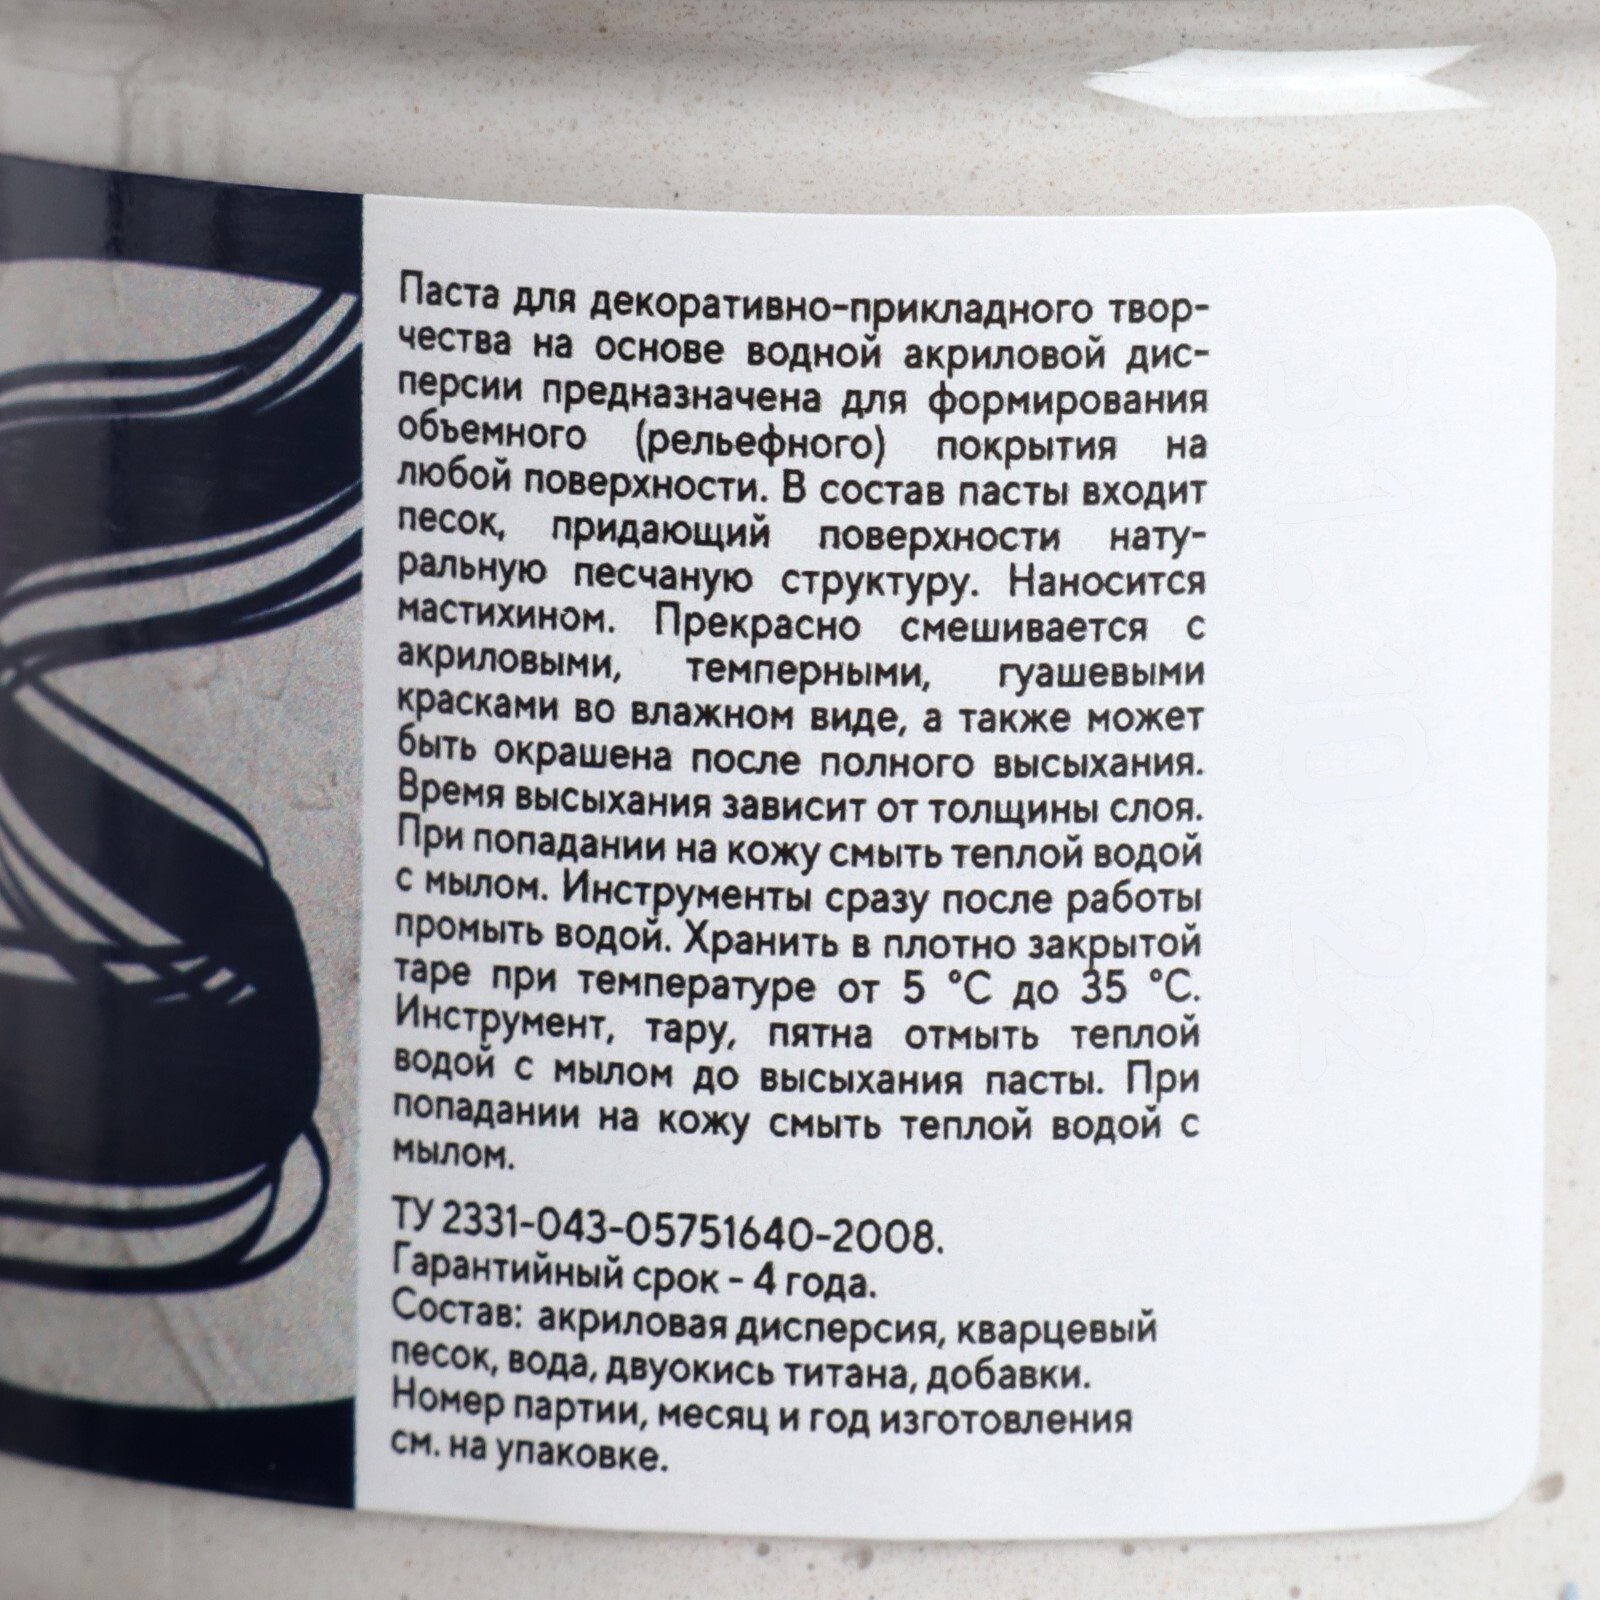 Паста для декоративно-прикладного твор-
чества на основе водной акриловой дис-
персии предназначена для формирования
объемного (рельефного) покрытия на
любой поверхности. В состав пасты входит
песок, придающий поверхности нату-
ральную песчаную структуру. Наносится
мастихином. Прекрасно смешивается с
акриловыми, темперными, гуашевыми
красками во влажном виде, а также может
быть окрашена после полного высыхания.
Время высыхания зависит от толщины слоя.
При попадании на кожу смыть теплой водой
с мылом. Инструменты сразу после работы
промыть водой. Хранить в плотно закрытой
таре при температуре от 5 °C до 35 °C.
Инструмент, тару, пятна отмыть теплой
водой с мылом до высыхания пасты. При
попадании на кожу смыть теплой водой с
мылом.
ТУ 2331-043-05751640-2008.
Гарантийный срок - 4 года.
Состав: акриловая дисперсия, кварцевый
песок, вода, двуокись титана, добавки.
Номер партии, месяц и год изготовления
см. на упаковке.